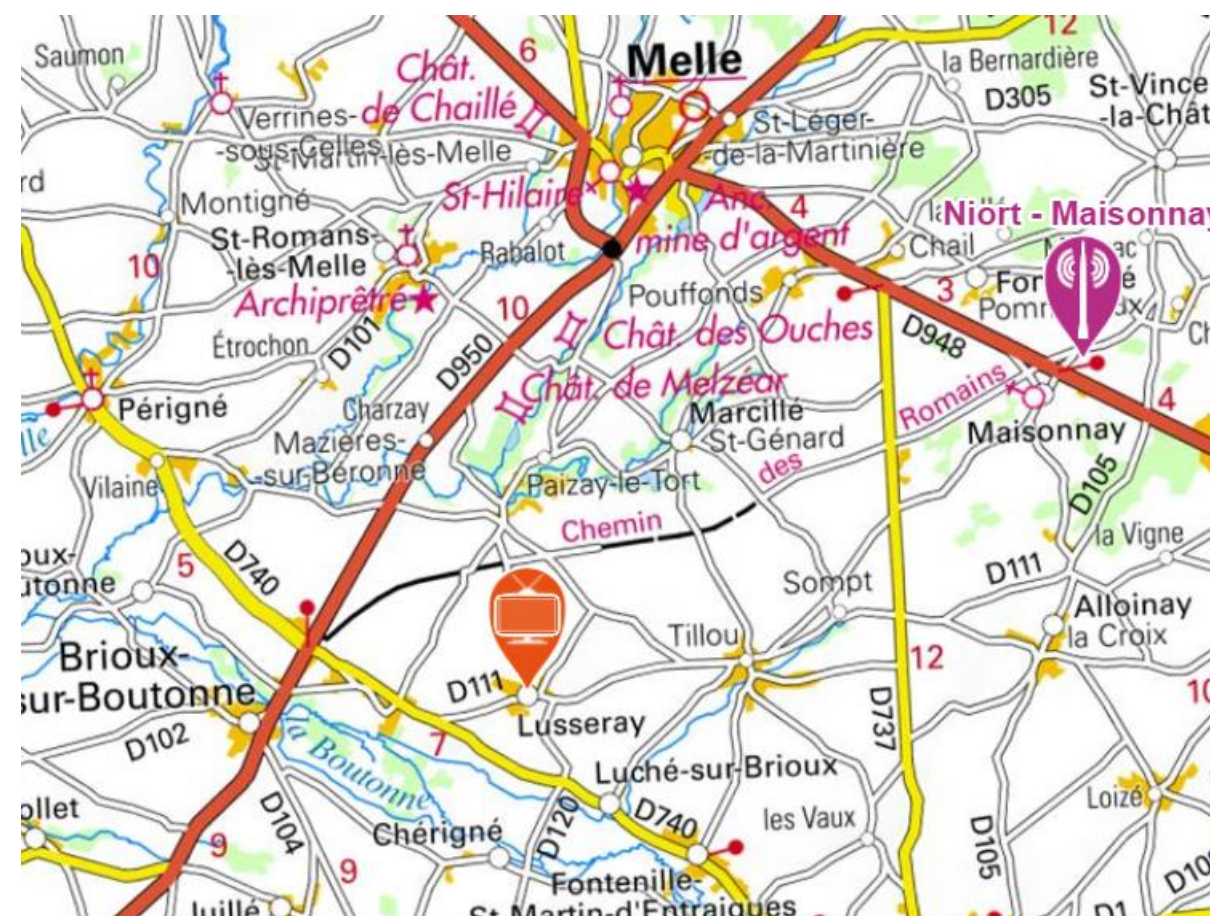 12
Saumon
6
Melle
la Bernardière
Chât.
de Chaillé
D305
St-Vince
-la-Chât
Verrines-
-sous-Celles
St-Martin-lès-Melle
St-Léger-
-de-la-Martinière
rd
Montigné
St-Hilaire
Anc.
mine d'argent
4
Niort - Maisonnay
St-Romans-
-lès-Melle
Rabalot
Chail
10
Archiprêtré
10
Pouffonds
3
Étrochon
D101
D950
Chât. des Ouches
D948
Chât. de Melzéar
Périgné
Charzay
Marcillé
Romains
4
Mazières-
-sur-Béronne
St-Génard
Maisonnay
Vilaine
Paizay-le-Tort
des
D105
Chemin
la Vigne
5
D740
D111
Sompt
Alloinay
la Croix
Tillou
Brioux-
sur-Boutonne
D111
12
Lusseray
D737
D102
7
la Boutonne
Luché-sur-Brioux
Loizé
D104
D120
D740
les Vaux
Chérigné
D105
9
9
Fontenille-
St-Martin-d'Entraigues
Juillé
D1